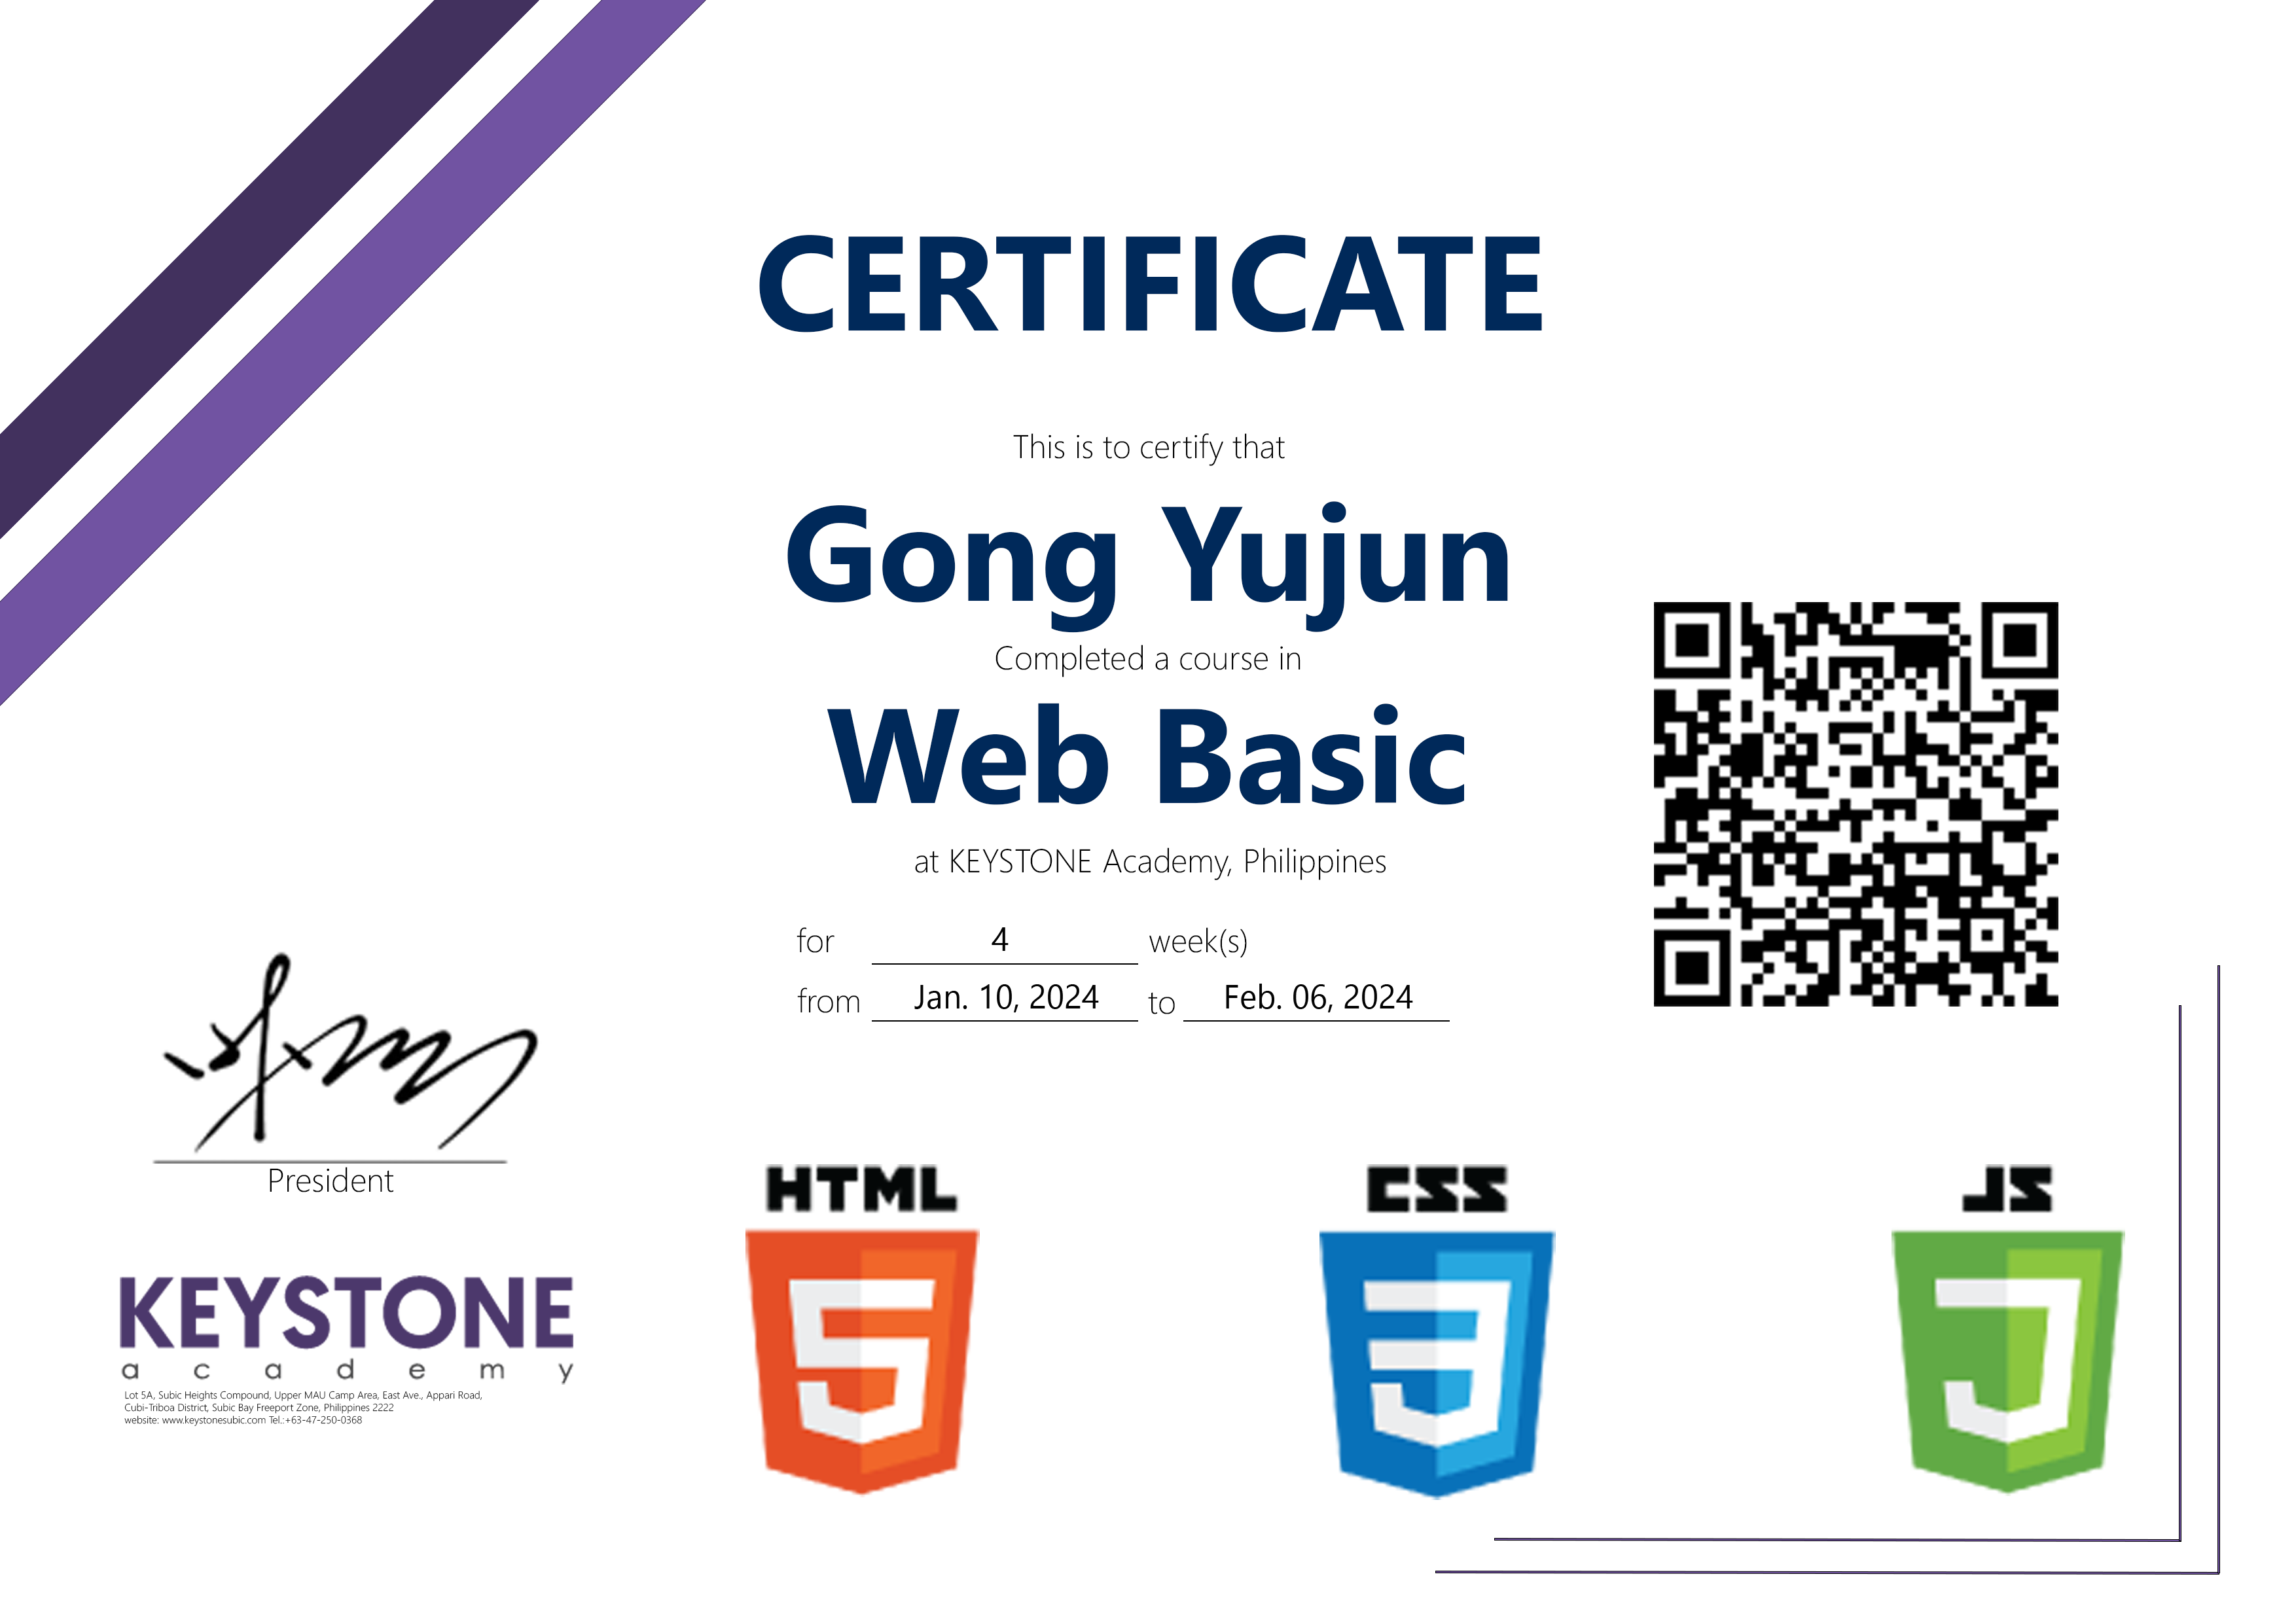 CERTIFICATE
This is to certify that
Gong Yujun
Completed a course in
Web Basic
at KEYSTONE Academy, Philippines
for 4 week(s)
from Jan. 10, 2024 to Feb. 06, 2024
President
KEYSTONE
academy
Lot 5A, Subic Heights Compound, Upper MAU Camp Area, East Ave., Appari Road,
Cubi-Triboa District, Subic Bay Freeport Zone, Philippines 2222
website: www.keystonesubic.com Tel.:+63-47-250-0368
HTML
5
CSS
3
JS